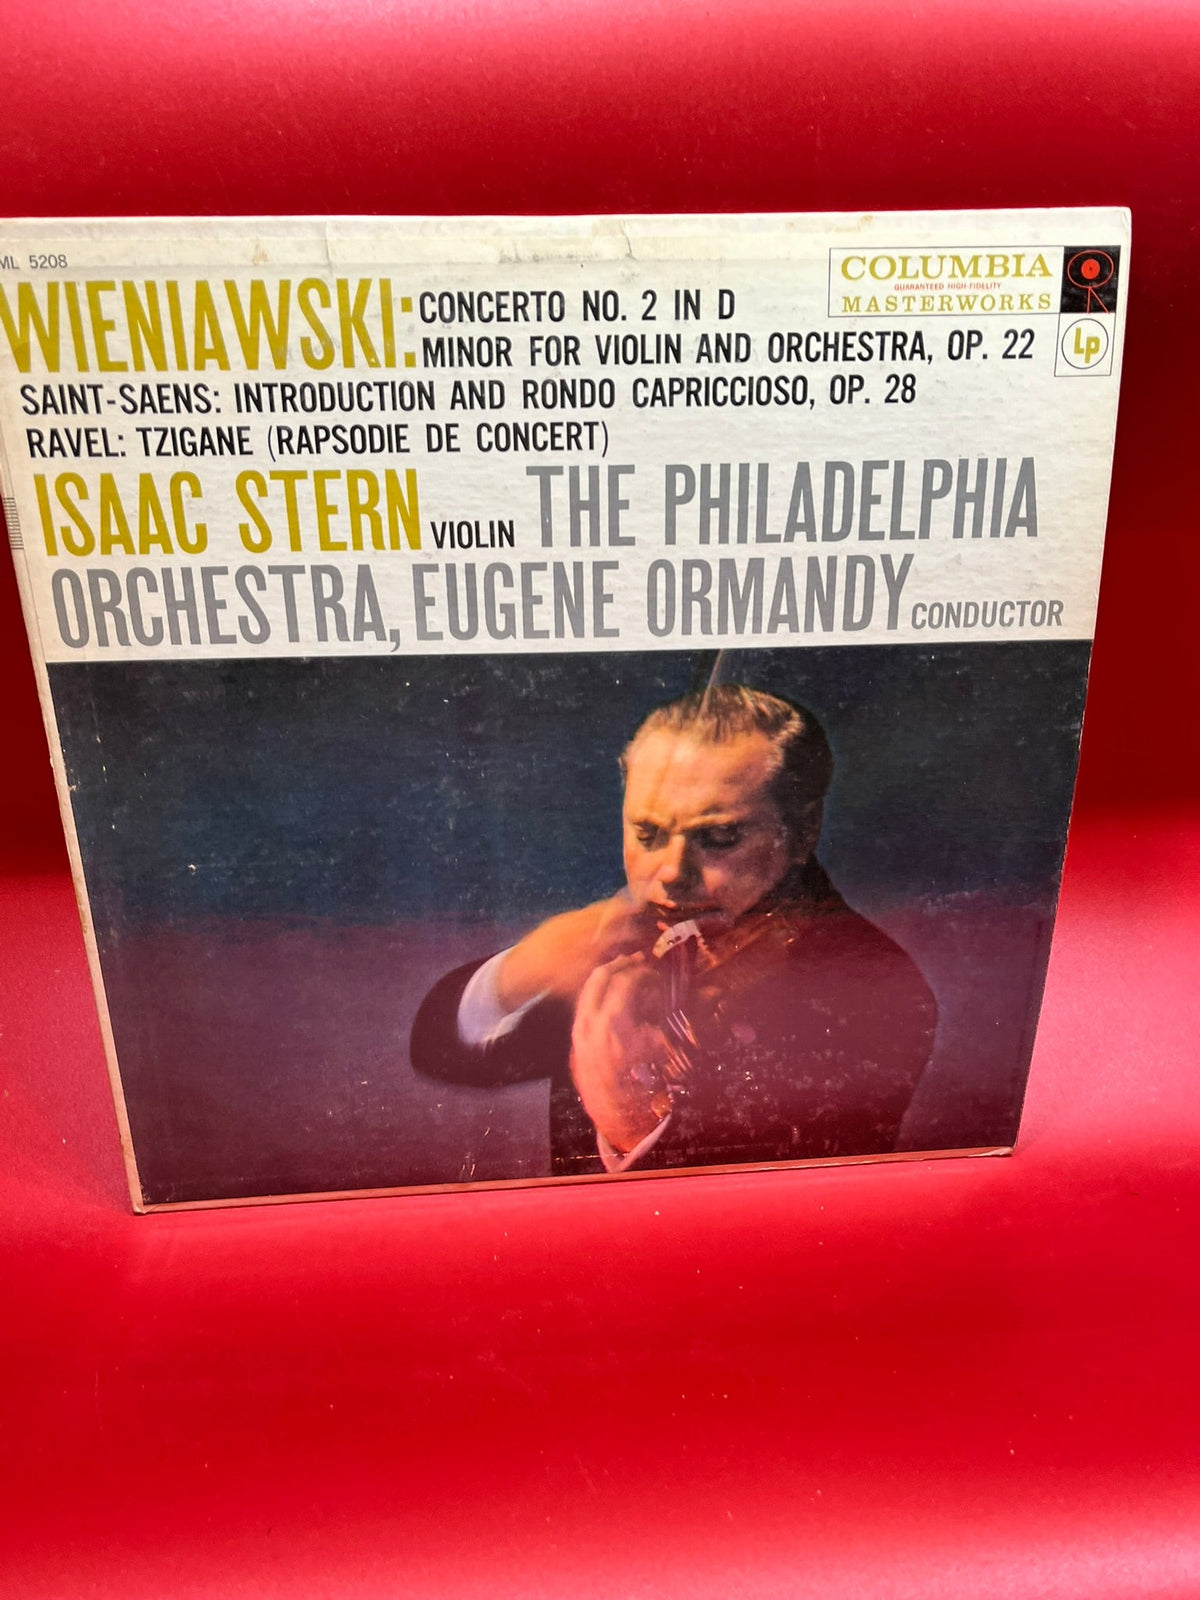 ML 5208
COLUMBIA
GUARANTEED HIGH-FIDELITY
MASTERWORKS
Lp
WIENIAWSKI: CONCERTO NO. 2 IN D
MINOR FOR VIOLIN AND ORCHESTRA, OP. 22
SAINT-SAENS: INTRODUCTION AND RONDO CAPRICCIOSO, OP. 28
RAVEL: TZIGANE (RAPSODIE DE CONCERT)
ISAAC STERN VIOLIN THE PHILADELPHIA
ORCHESTRA, EUGENE ORMANDY CONDUCTOR